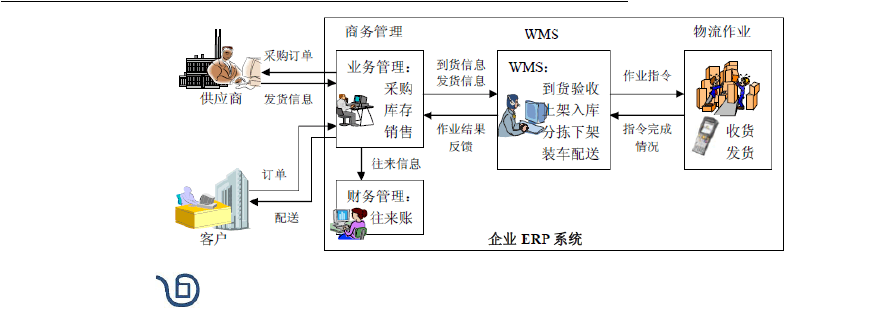 商务管理
WMS
物流作业
采购订单
发货信息
供应商
业务管理:
采购
库存
销售
到货信息
发货信息
作业结果
反馈
WMS:
到货验收
上架入库
分拣下架
装车配送
作业指令
指令完成
情况
收货
发货
订单
配送
客户
往来信息
财务管理:
往来账
企业 ERP 系统